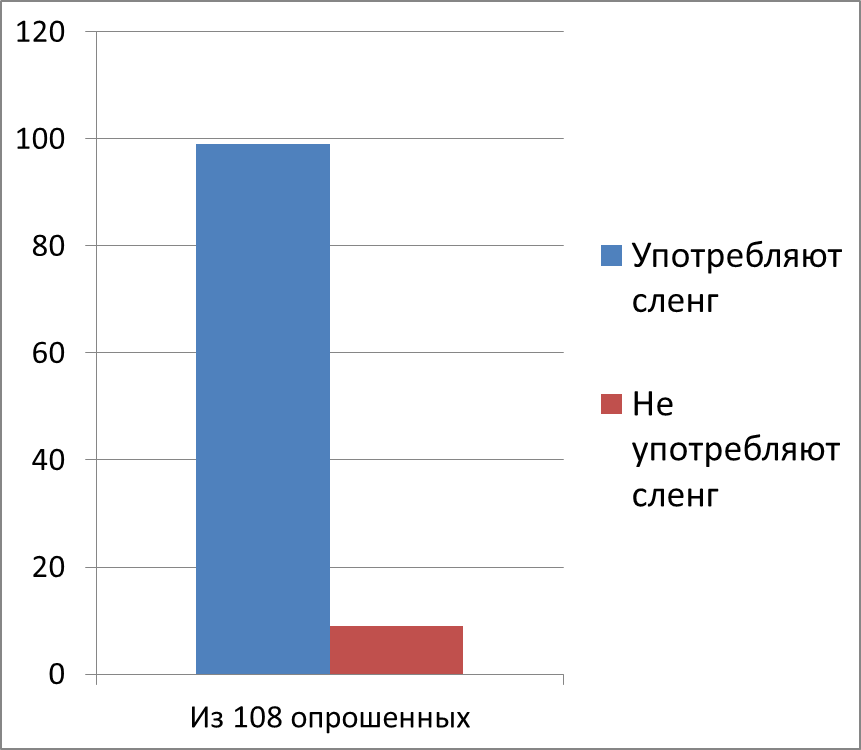 120
100
80
60
40
20
0
Из 108 опрошенных
Употребляют
сленг
Не
употребляют
сленг